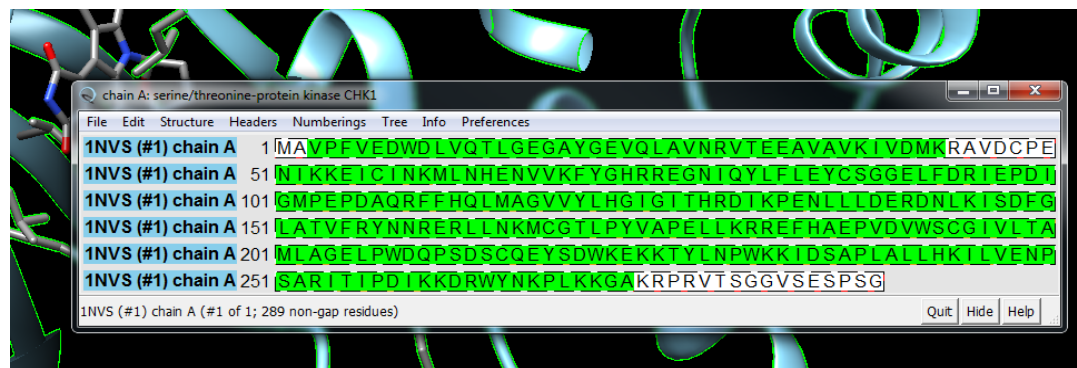 chain A: serine/threonine-protein kinase CHK1
File Edit Structure Headers Numberings Tree Info Preferences
1NVS (#1) chain A 1 MAVPFVEDWDLVQTLGEGAYGEVQLAVNRVTEEAVAVKIVDMKRAVDCPE
1NVS (#1) chain A 51 NIKKEICINKMLNHENVVKFYGHRREGNIQYLFLEYCSGGELFDRIEPDI
1NVS (#1) chain A 101 GMPEPDAQRFFHQLMAGVVYLHGIGITHRDIKPENLLLDERDNLKISDFG
1NVS (#1) chain A 151 LATVFRYNNRERLLNKMCGTLPYVAPELLKRREFHAEPVDVWSCGIVLTA
1NVS (#1) chain A 201 MLAGELPWDQPSDSCQEYSDWKEKKTYLNPWKKIDSAPLALLHKILVENP
1NVS (#1) chain A 251 SARITIPDIKKDRWYNKPLKKGAKRPRVTSGGVSESPSG
1NVS (#1) chain A (#1 of 1; 289 non-gap residues) Quit Hide Help